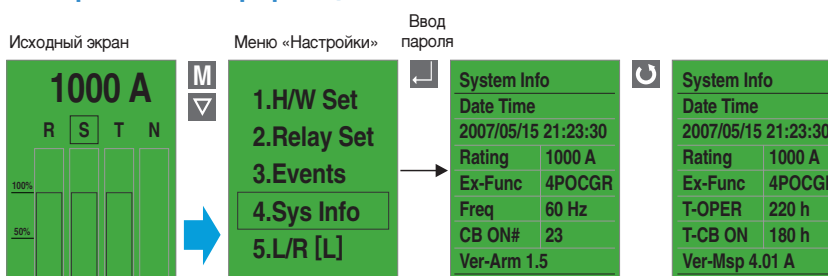 Исходный экран
1000 A
R S T N
100%
50%
M
Меню «Настройки»
1.H/W Set
2.Relay Set
3.Events
4.Sys Info
5.L/R [L]
Ввод
пароля
System Info
Date Time
2007/05/15 21:23:30
Rating 1000 A
Ex-Func 4POCGR
Freq 60 Hz
CB ON# 23
Ver-Arm 1.5
System Info
Date Time
2007/05/15 21:23:30
Rating 1000 A
Ex-Func
T-OPER 220 h
T-CB ON 180 h
Ver-Msp 4.01 A